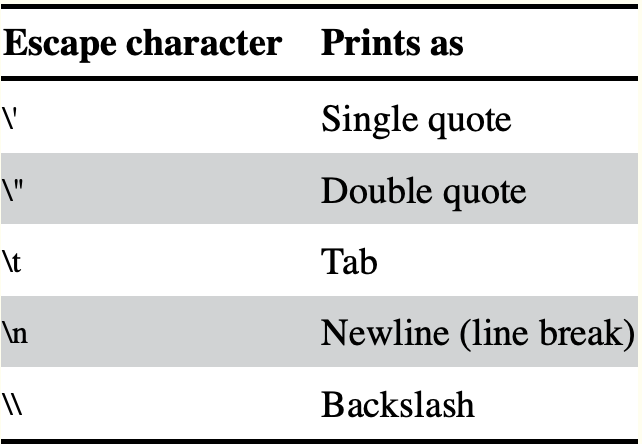 Escape character Prints as
\' Single quote
\" Double quote
\t Tab
\n Newline (line break)
\\ Backslash